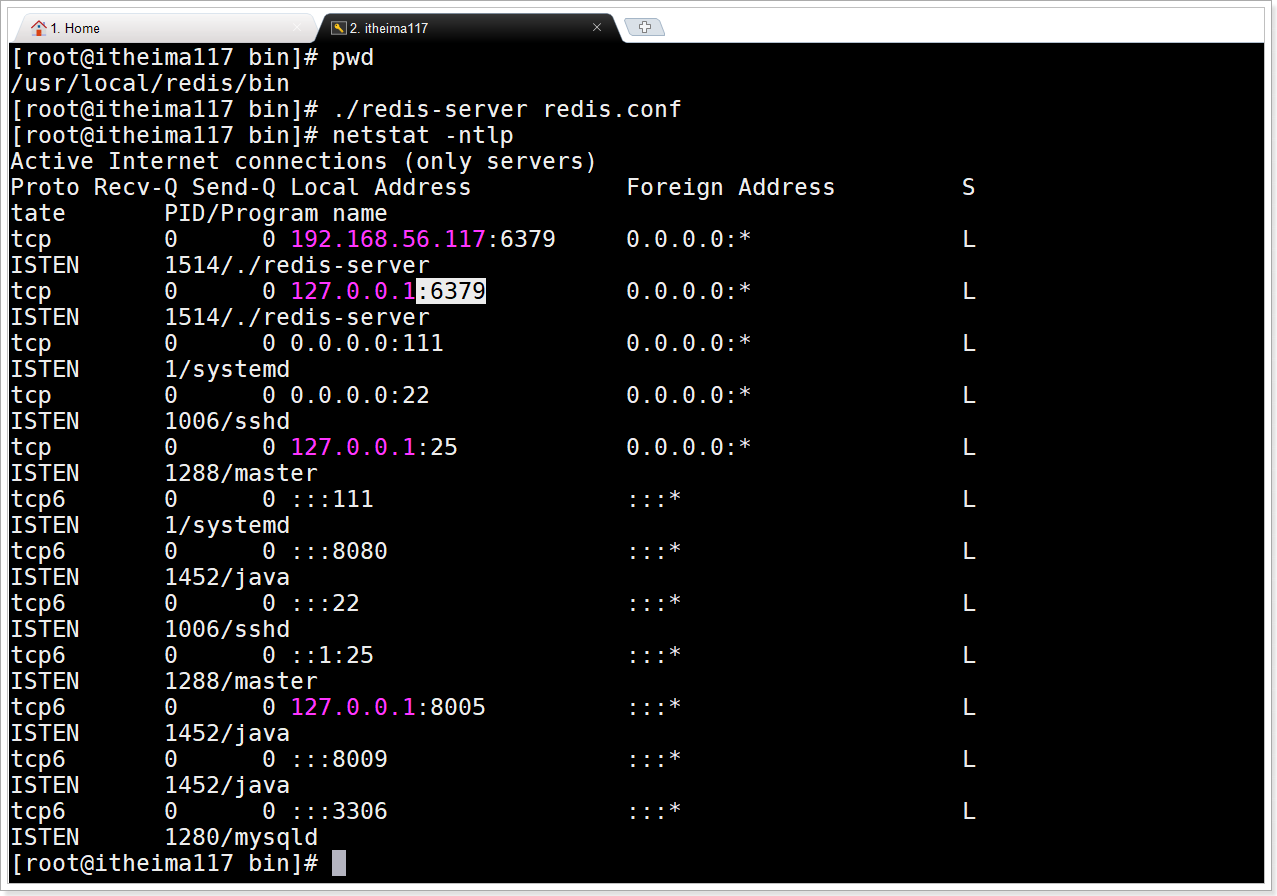 1. Home
2. itheima117
[root@itheima117 bin]# pwd
/usr/local/redis/bin
[root@itheima117 bin]# ./redis-server redis.conf
[root@itheima117 bin]# netstat -ntlp
Active Internet connections (only servers)
Proto Recv-Q Send-Q Local Address           Foreign Address         S
tate       PID/Program name
tcp        0      0 192.168.56.117:6379     0.0.0.0:*               L
ISTEN      1514/./redis-server
tcp        0      0 127.0.0.1:6379          0.0.0.0:*               L
ISTEN      1514/./redis-server
tcp        0      0 0.0.0.0:111             0.0.0.0:*               L
ISTEN      1/systemd
tcp        0      0 0.0.0.0:22              0.0.0.0:*               L
ISTEN      1006/sshd
tcp        0      0 127.0.0.1:25            0.0.0.0:*               L
ISTEN      1288/master
tcp6       0      0 :::111                  :::*                    L
ISTEN      1/systemd
tcp6       0      0 :::8080                 :::*                    L
ISTEN      1452/java
tcp6       0      0 :::22                   :::*                    L
ISTEN      1006/sshd
tcp6       0      0 ::1:25                  :::*                    L
ISTEN      1288/master
tcp6       0      0 127.0.0.1:8005          :::*                    L
ISTEN      1452/java
tcp6       0      0 :::8009                 :::*                    L
ISTEN      1452/java
tcp6       0      0 :::3306                 :::*                    L
ISTEN      1280/mysqld
[root@itheima117 bin]#